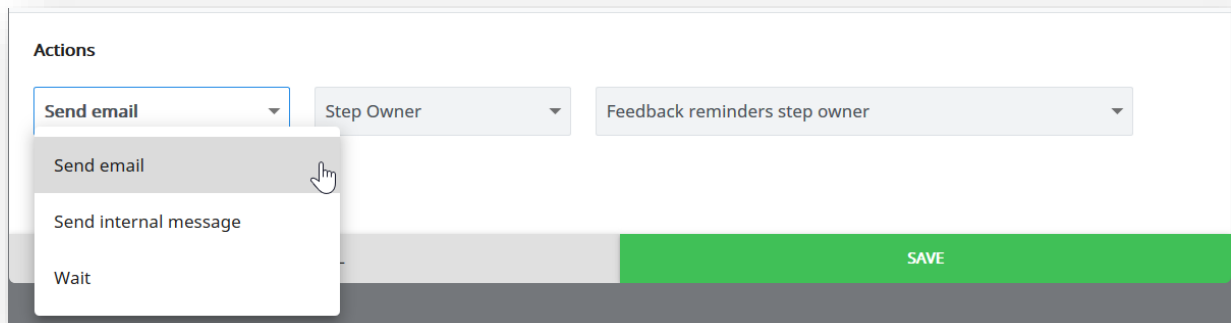 Actions
Send email
Step Owner
Feedback reminders step owner
Send email
Send internal message
Wait
SAVE